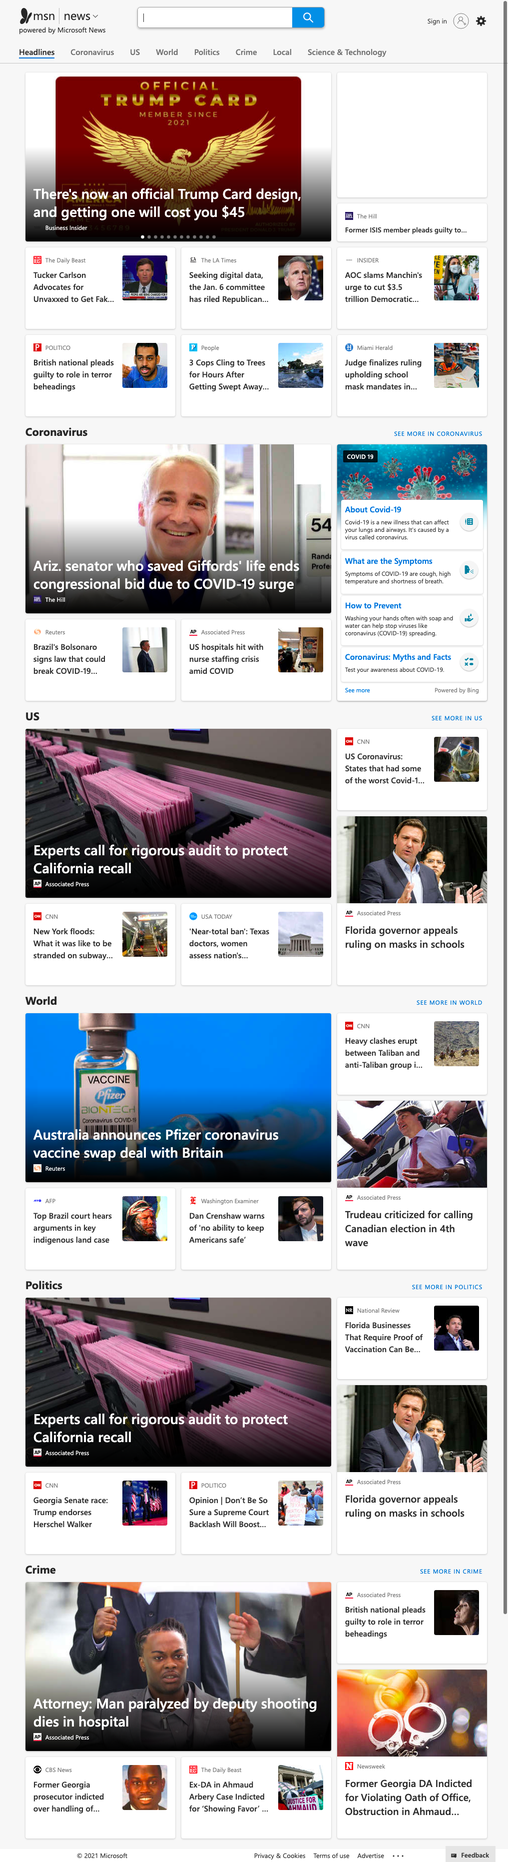 msn news
powered by Microsoft News
Sign in
Headlines Coronavirus US World Politics Crime Local Science & Technology
OFFICIAL
TRUMP CARD
MEMBER SINCE
2021
There's now an official Trump Card design,
and getting one will cost you $45
Business Insider
The Hill
Former ISIS member pleads guilty to...
The Daily Beast
Tucker Carlson
Advocates for
Unvaxxed to Get Fak...
The LA Times
Seeking digital data,
the Jan. 6 committee
has riled Republican...
INSIDER
AOC slams Manchin's
urge to cut $3.5
trillion Democratic...
POLITICO
British national pleads
guilty to role in terror
beheadings
People
3 Cops Cling to Trees
for Hours After
Getting Swept Away...
Miami Herald
Judge finalizes ruling
upholding school
mask mandates in...
Coronavirus
SEE MORE IN CORONAVIRUS
54
Ariz. senator who saved Giffords' life ends
congressional bid due to COVID-19 surge
The Hill
COVID 19
About Covid-19
Covid-19 is a new illness that can affect
your lungs and airways. It's caused by a
virus called coronavirus.
What are the Symptoms
Symptoms of COVID-19 are cough, high
temperature and shortness of breath.
How to Prevent
Washing your hands often with soap and
water can help stop viruses like
coronavirus (COVID-19) spreading.
Coronavirus: Myths and Facts
Test your awareness about COVID-19.
See more
Powered by Bing
Reuters
Brazil's Bolsonaro
signs law that could
break COVID-19...
AP Associated Press
US hospitals hit with
nurse staffing crisis
amid COVID
US
SEE MORE IN US
Experts call for rigorous audit to protect
California recall
AP Associated Press
CNN
US Coronavirus:
States that had some
of the worst Covid-1...
AP Associated Press
Florida governor appeals
ruling on masks in schools
CNN
New York floods:
What it was like to be
stranded on subway...
USA TODAY
'Near-total ban': Texas
doctors, women
assess nation's...
World
SEE MORE IN WORLD
VACCINE
Pfizer
BIONTECH
Coronavirus COVID-19
Australia announces Pfizer coronavirus
vaccine swap deal with Britain
Reuters
CNN
Heavy clashes erupt
between Taliban and
anti-Taliban group i...
AP Associated Press
Trudeau criticized for calling
Canadian election in 4th
wave
AFP
Top Brazil court hears
arguments in key
indigenous land case
Washington Examiner
Dan Crenshaw warns
of 'no ability to keep
Americans safe'
Politics
SEE MORE IN POLITICS
Experts call for rigorous audit to protect
California recall
AP Associated Press
National Review
Florida Businesses
That Require Proof of
Vaccination Can Be...
AP Associated Press
Florida governor appeals
ruling on masks in schools
CNN
Georgia Senate race:
Trump endorses
Herschel Walker
POLITICO
Opinion | Don't Be So
Sure a Supreme Court
Backlash Will Boost...
Crime
SEE MORE IN CRIME
Attorney: Man paralyzed by deputy shooting
dies in hospital
AP Associated Press
AP Associated Press
British national pleads
guilty to role in terror
beheadings
Newsweek
Former Georgia DA Indicted
for Violating Oath of Office,
Obstruction in Ahmaud...
CBS News
Former Georgia
prosecutor indicted
over handling of...
The Daily Beast
Ex-DA in Ahmaud
Arbery Case Indicted
for 'Showing Favor' ...
JUSTICE FOR
AHMAUD
© 2021 Microsoft
Privacy & Cookies Terms of use Advertise • • •
Feedback